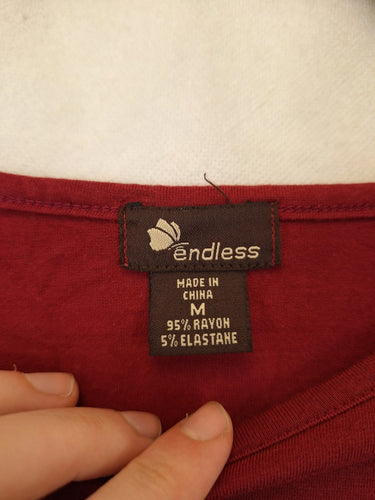 endless
MADE IN
CHINA
M
95% RAYON
5% ELASTANE